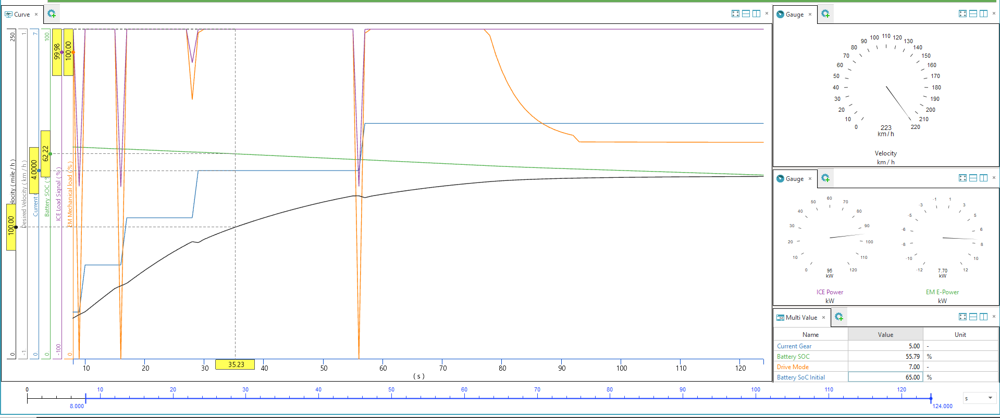 Curve ×
250.
0.
elocity ( mile / h )
100.00
1.
-1.
Desired Velocity ( km / h )
7.
0.
Current
4.0000
100.
0.
Battery SOC ( %
62.22
-100.
ICE Load Signal ( % )
99.98
0
EM Mechanical load ( % )
100.00
10 20 30 35.23 40 50 60 70 80 90 100 110 120
( s )
0 10 20 30 40 50 60 70 80 90 100 110 120
8.000 124.000
s
Gauge ×
0 10 20 30 40 50 60 70 80 90 100 110 120 130 140 150 160 170 180 190 200 210 220
223
km / h
Velocity
km / h
Gauge ×
0 10 20 30 40 50 60 70 80 90 100 110 120
95
kW
ICE Power
kW
-12 -10 -8 -6 -5 -3 -1 1 3 5 6 8 10 12
7.70
kW
EM E-Power
kW
Multi Value ×
Name Value Unit
Current Gear 5.00 -
Battery SOC 55.79 %
Drive Mode 7.00 -
Battery SoC Initial 65.00 %